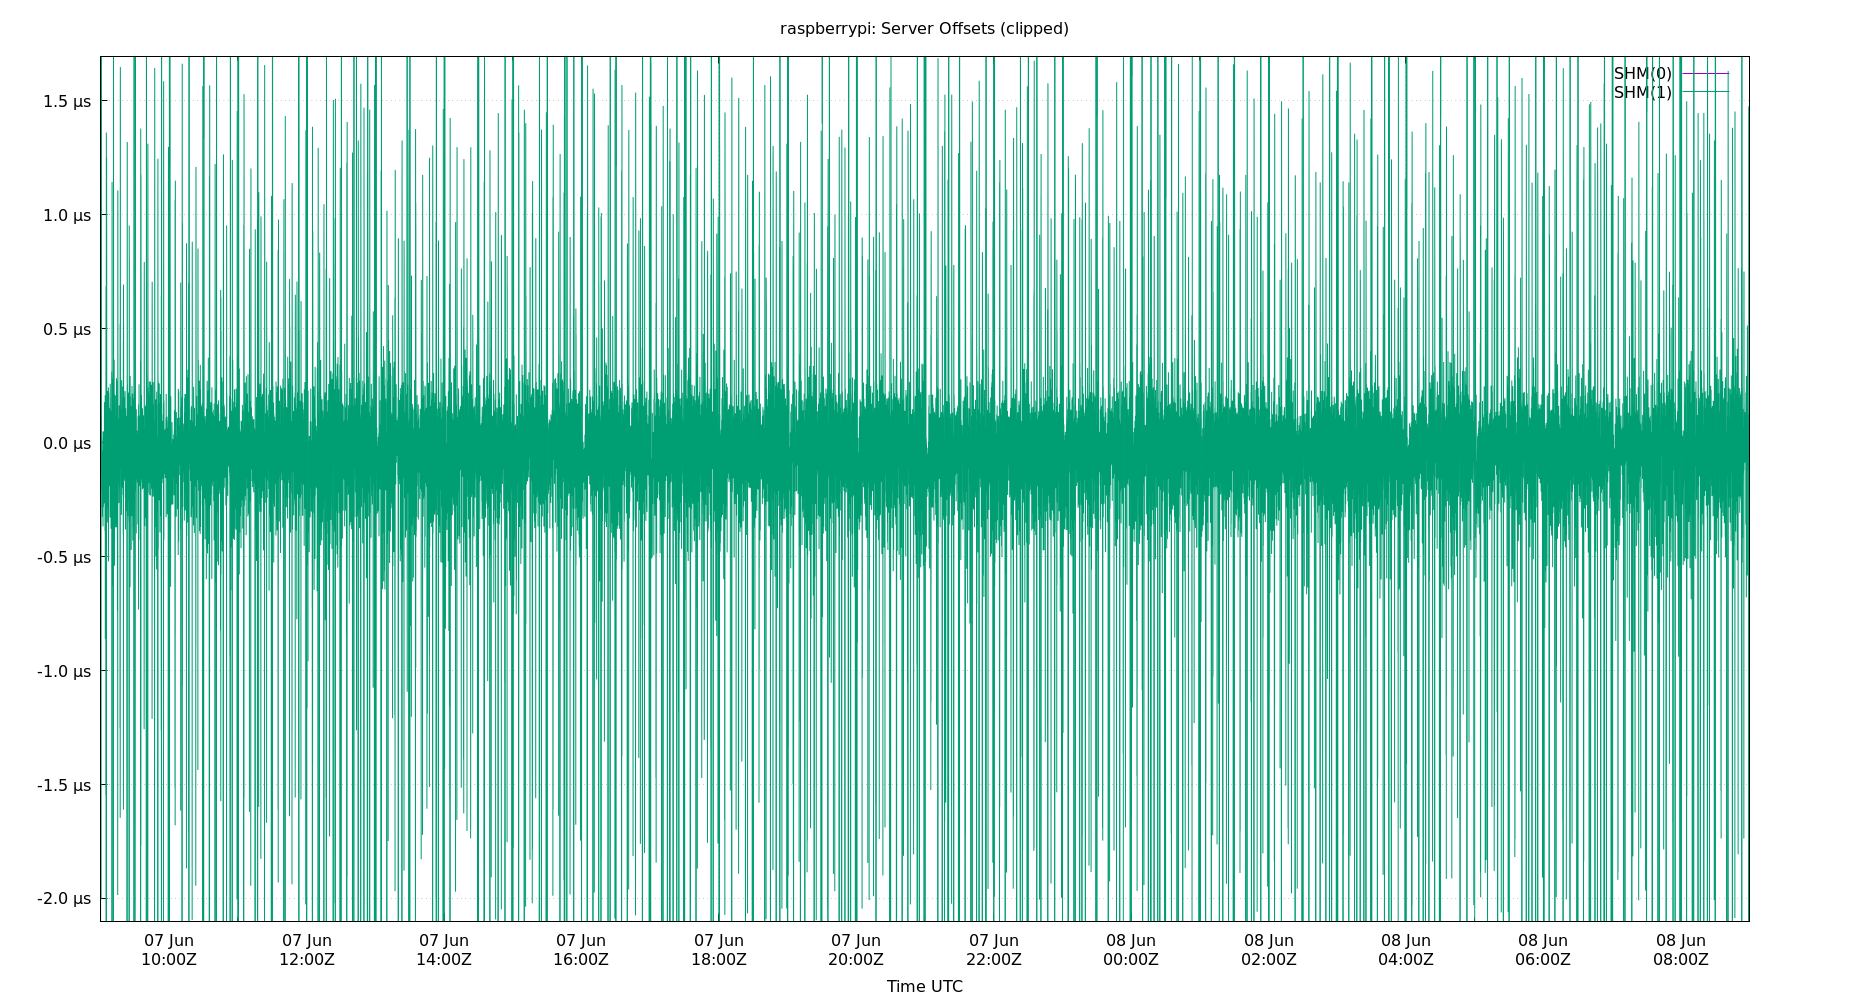 raspberrypi: Server Offsets (clipped)
SHM(0)
SHM(1)
1.5 µs
1.0 µs
0.5 µs
0.0 µs
-0.5 µs
-1.0 µs
-1.5 µs
-2.0 µs
07 Jun 07 Jun 07 Jun 07 Jun 07 Jun 07 Jun 07 Jun 08 Jun 08 Jun 08 Jun 08 Jun 08 Jun
10:00Z 12:00Z 14:00Z 16:00Z 18:00Z 20:00Z 22:00Z 00:00Z 02:00Z 04:00Z 06:00Z 08:00Z
Time UTC